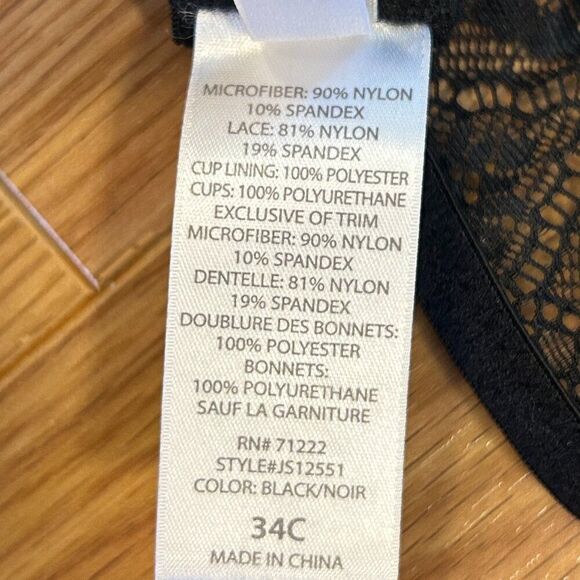 MICROFIBER: 90% NYLON
10% SPANDEX
LACE: 81% NYLON
19% SPANDEX
CUP LINING: 100% POLYESTER
CUPS: 100% POLYURETHANE
EXCLUSIVE OF TRIM
MICROFIBER: 90% NYLON
10% SPANDEX
DENTELLE: 81% NYLON
19% SPANDEX
DOUBLURE DES BONNETS:
100% POLYESTER
BONNETS:
100% POLYURETHANE
SAUF LA GARNITURE
RN# 71222
STYLE#JS12551
COLOR: BLACK/NOIR
34C
MADE IN CHINA